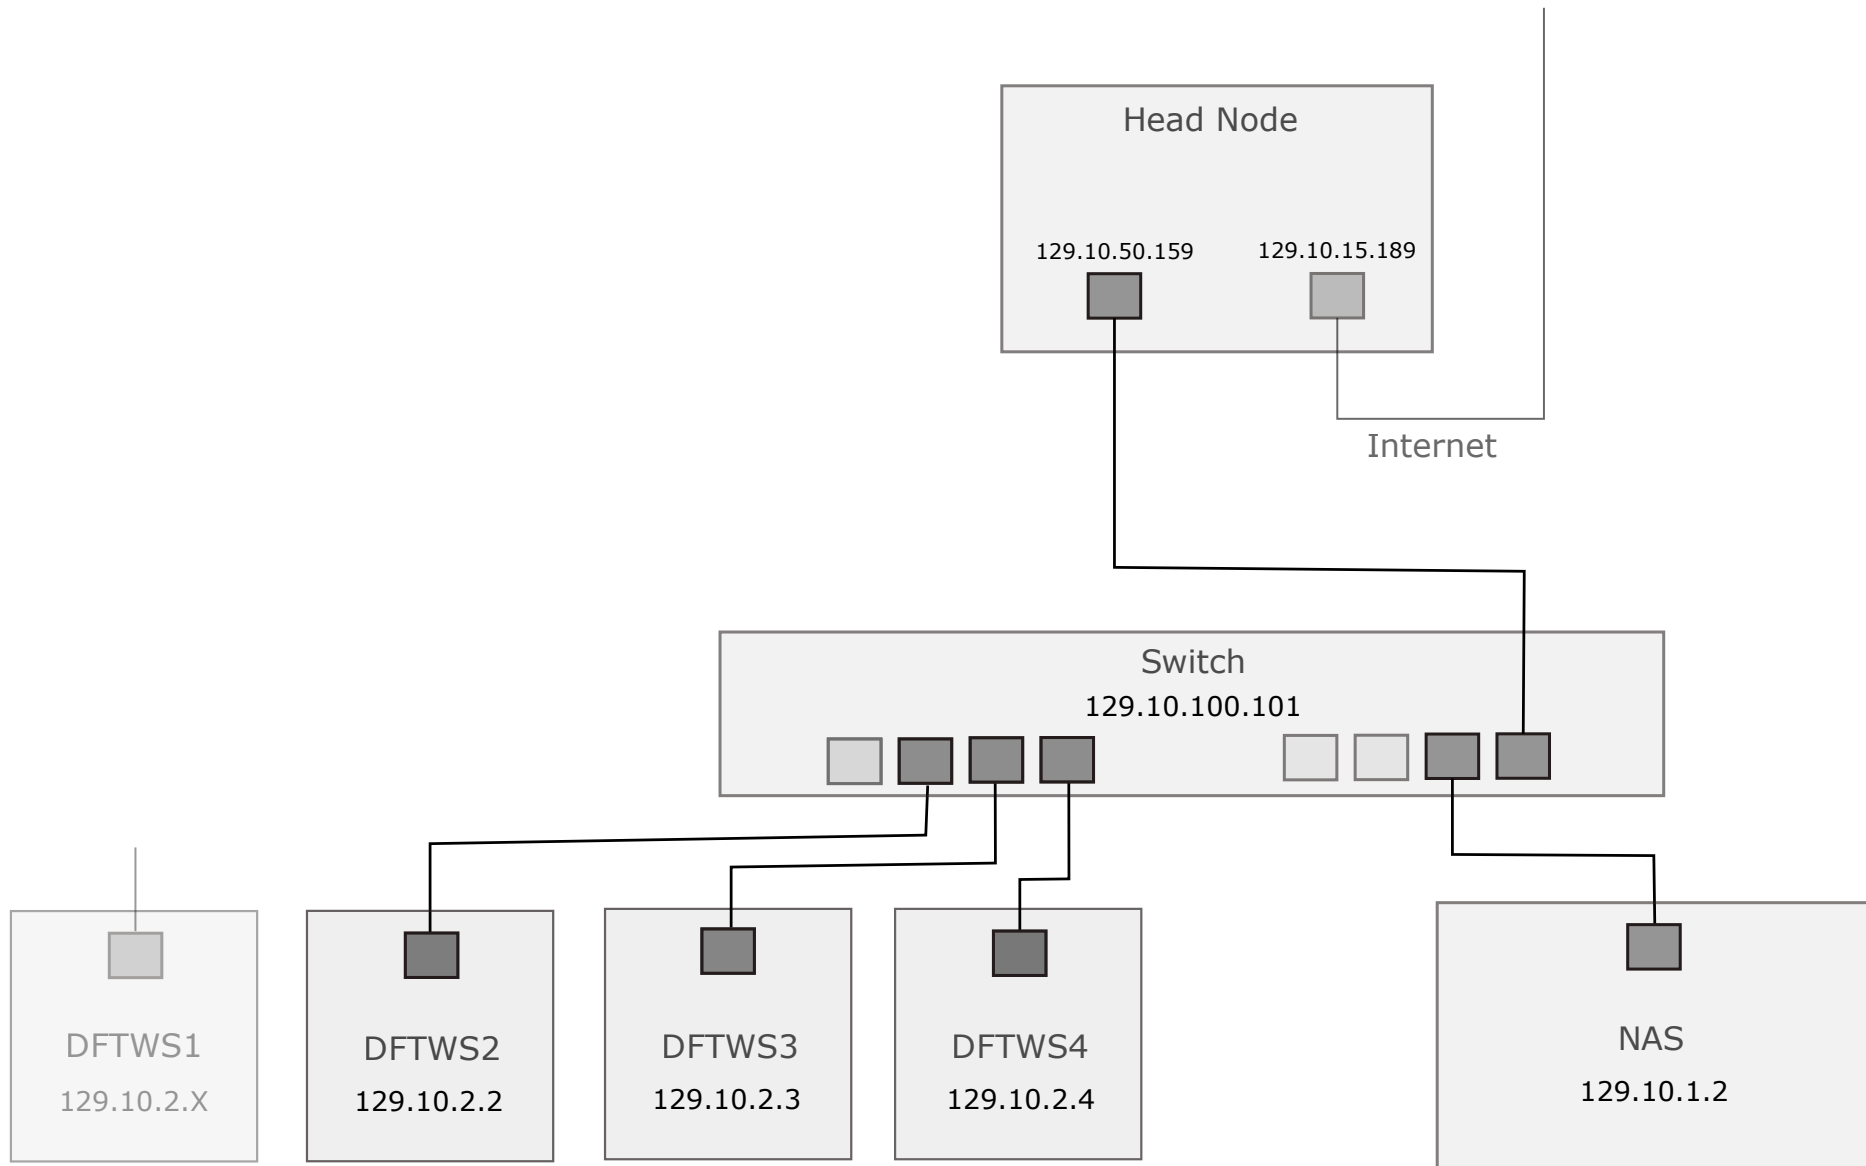 Head Node
129.10.50.159
129.10.15.189
Internet
Switch
129.10.100.101
DFTWS1
129.10.2.X
DFTWS2
129.10.2.2
DFTWS3
129.10.2.3
DFTWS4
129.10.2.4
NAS
129.10.1.2